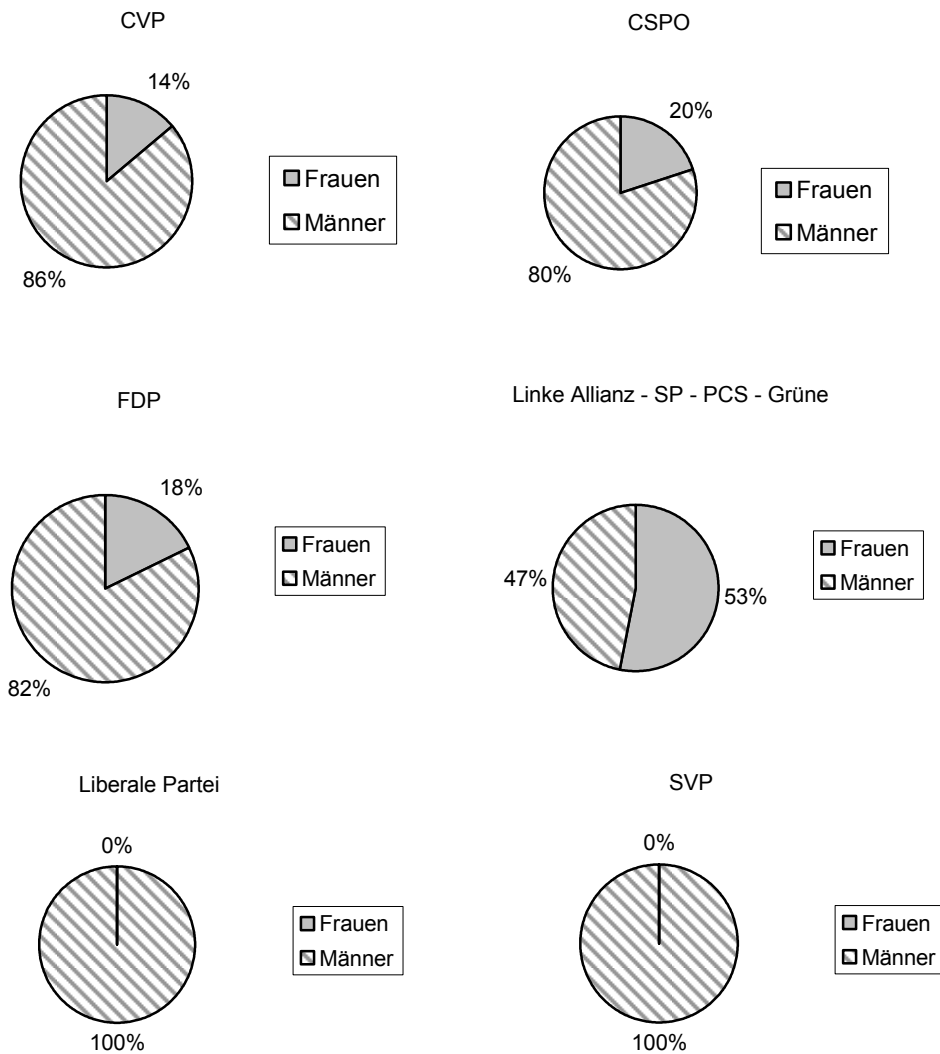 CVP
14%
Frauen
Männer
86%
CSPO
20%
Frauen
Männer
80%
FDP
18%
Frauen
Männer
82%
Linke Allianz - SP - PCS - Grüne
Frauen
Männer
47%
53%
Liberale Partei
0%
Frauen
Männer
100%
SVP
0%
Frauen
Männer
100%